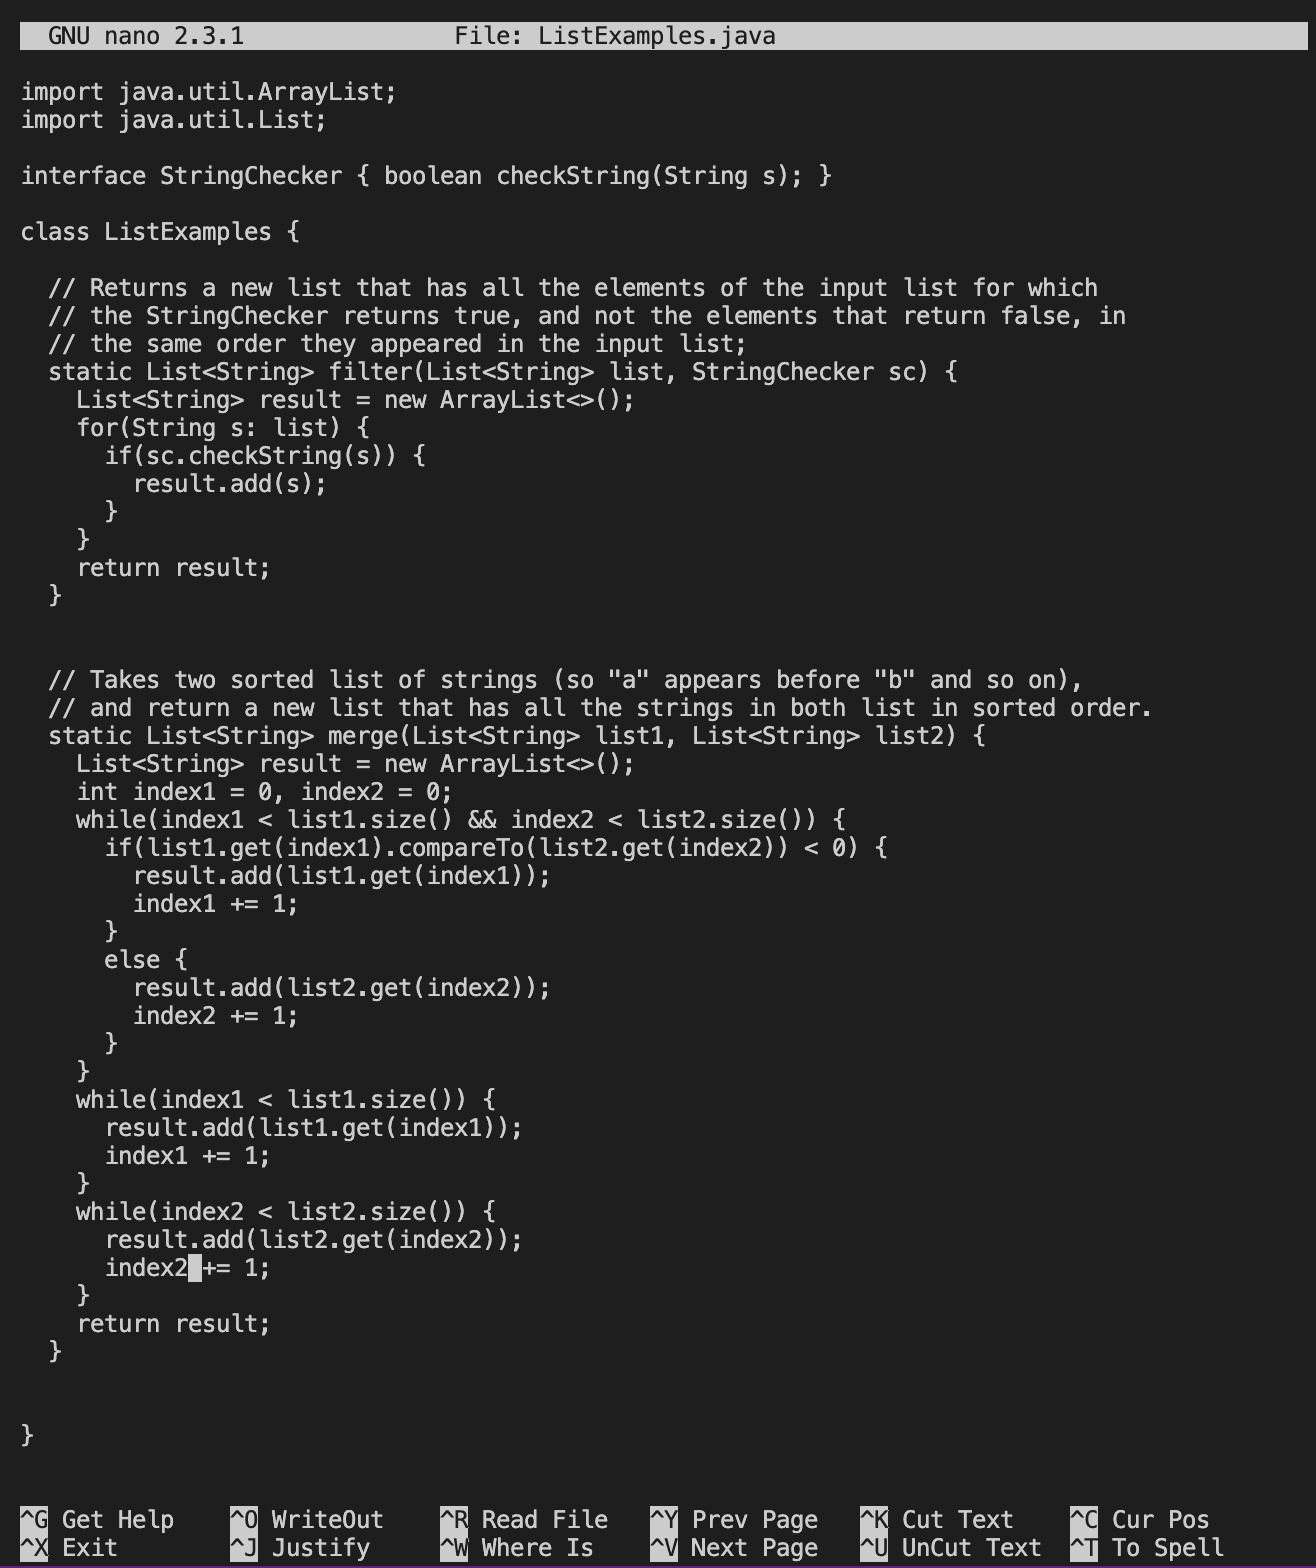 GNU nano 2.3.1 File: ListExamples.java
import java.util.ArrayList;
import java.util.List;
interface StringChecker { boolean checkString(String s); }
class ListExamples {
  // Returns a new list that has all the elements of the input list for which
  // the StringChecker returns true, and not the elements that return false, in
  // the same order they appeared in the input list;
  static List<String> filter(List<String> list, StringChecker sc) {
    List<String> result = new ArrayList<>();
    for(String s: list) {
      if(sc.checkString(s)) {
        result.add(s);
      }
    }
    return result;
  }
  // Takes two sorted list of strings (so "a" appears before "b" and so on),
  // and return a new list that has all the strings in both list in sorted order.
  static List<String> merge(List<String> list1, List<String> list2) {
    List<String> result = new ArrayList<>();
    int index1 = 0, index2 = 0;
    while(index1 < list1.size() && index2 < list2.size()) {
      if(list1.get(index1).compareTo(list2.get(index2)) < 0) {
        result.add(list1.get(index1));
        index1 += 1;
      }
      else {
        result.add(list2.get(index2));
        index2 += 1;
      }
    }
    while(index1 < list1.size()) {
      result.add(list1.get(index1));
      index1 += 1;
    }
    while(index2 < list2.size()) {
      result.add(list2.get(index2));
      index2 += 1;
    }
    return result;
  }
}
^G Get Help ^O WriteOut ^R Read File ^Y Prev Page ^K Cut Text ^C Cur Pos
^X Exit ^J Justify ^W Where Is ^V Next Page ^U UnCut Text ^T To Spell